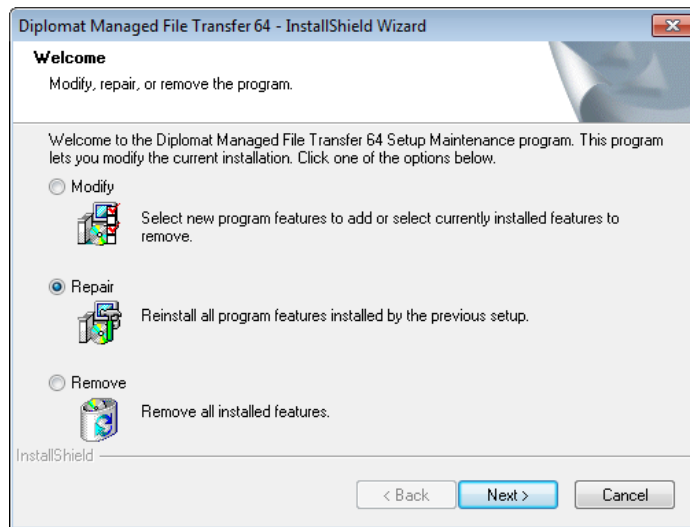 Diplomat Managed File Transfer 64 - InstallShield Wizard
Welcome
Modify, repair, or remove the program.
Welcome to the Diplomat Managed File Transfer 64 Setup Maintenance program. This program
lets you modify the current installation. Click one of the options below.
Modify
Select new program features to add or select currently installed features to
remove.
Repair
Reinstall all program features installed by the previous setup.
Remove
Remove all installed features.
InstallShield
< Back
Next >
Cancel